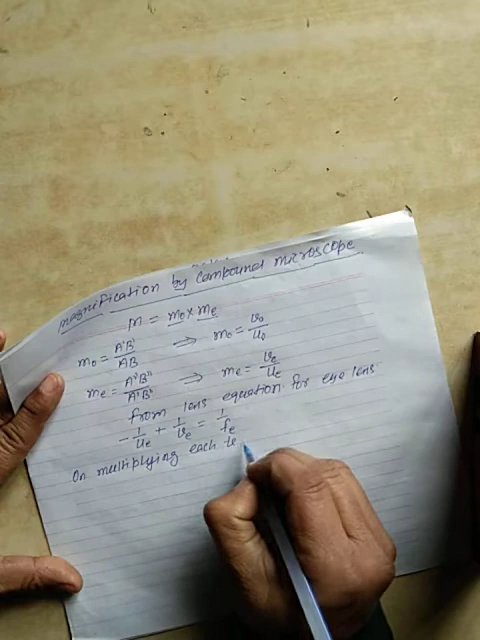 magnification by compound microscope
m = mo × me
mo = A'B'/AB ⇒ mo = vo/uo
me = A"B"/A'B' ⇒ me = ve/ue
from lens equation for eye lens
-1/ue + 1/ve = 1/fe
On multiplying each te